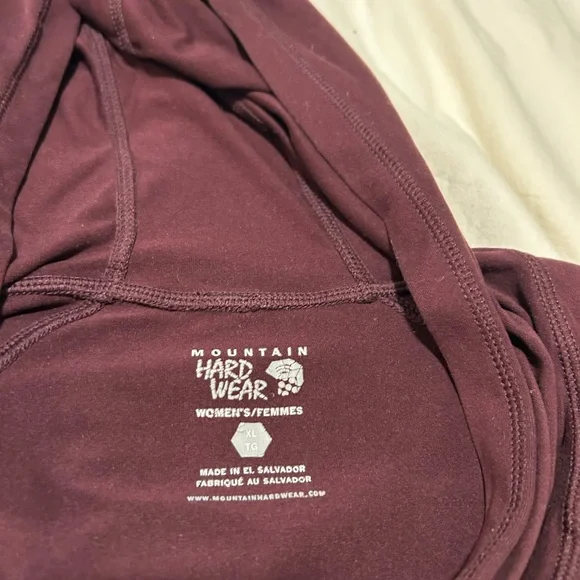 MOUNTAIN
HARD
WEAR
WOMEN'S/FEMMES
XL
TG
MADE IN EL SALVADOR
FABRIQUÉ AU SALVADOR
WWW.MOUNTAINHARDWEAR.COM